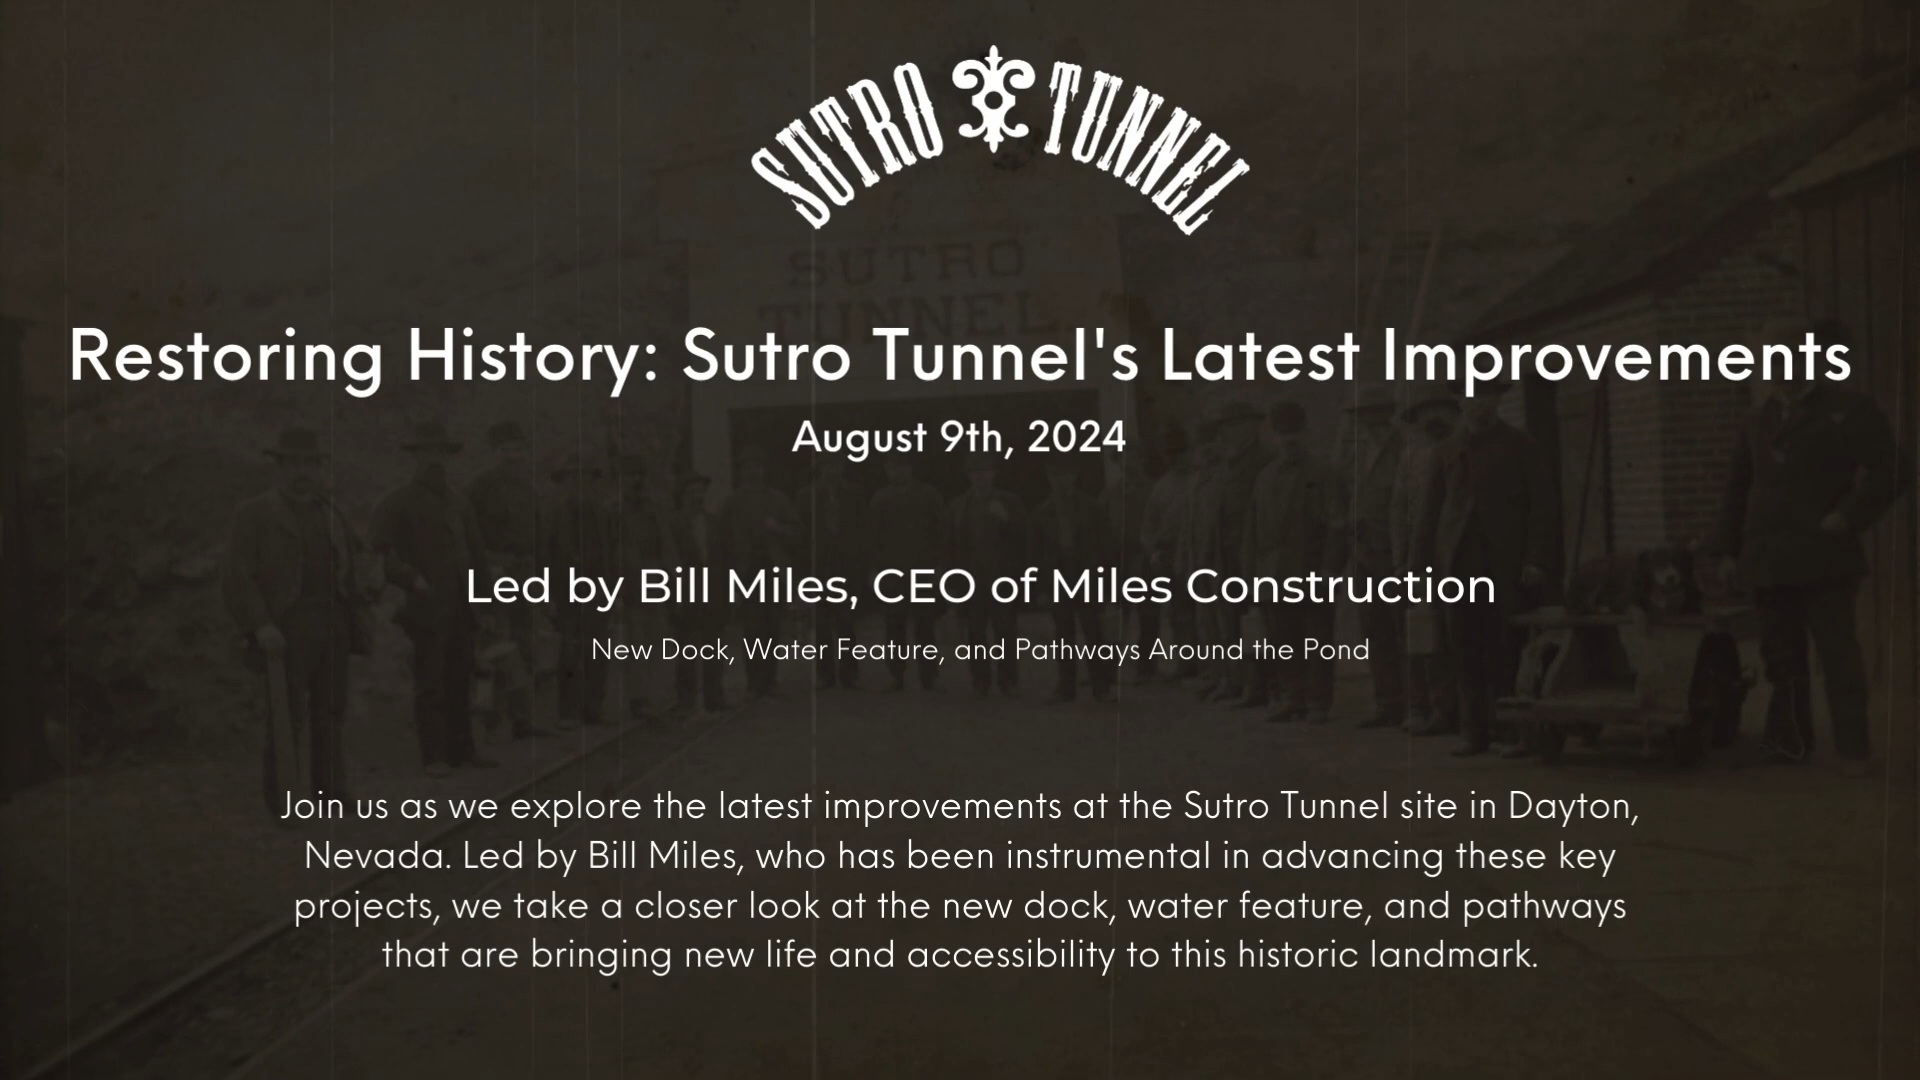 SUTRO TUNNEL
SUTRO
TUNNEL
Restoring History: Sutro Tunnel's Latest Improvements
August 9th, 2024
Led by Bill Miles, CEO of Miles Construction
New Dock, Water Feature, and Pathways Around the Pond
Join us as we explore the latest improvements at the Sutro Tunnel site in Dayton,
Nevada. Led by Bill Miles, who has been instrumental in advancing these key
projects, we take a closer look at the new dock, water feature, and pathways
that are bringing new life and accessibility to this historic landmark.